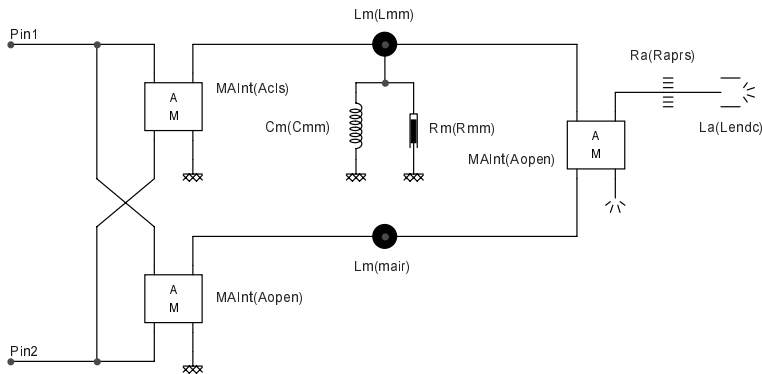 Lm(Lmm)
Pin1
Ra(Raprs)
MAInt(Acls)
A
M
Cm(Cmm)
Rm(Rmm)
La(Lendc)
A
M
MAInt(Aopen)
Lm(mair)
A
M
MAInt(Aopen)
Pin2